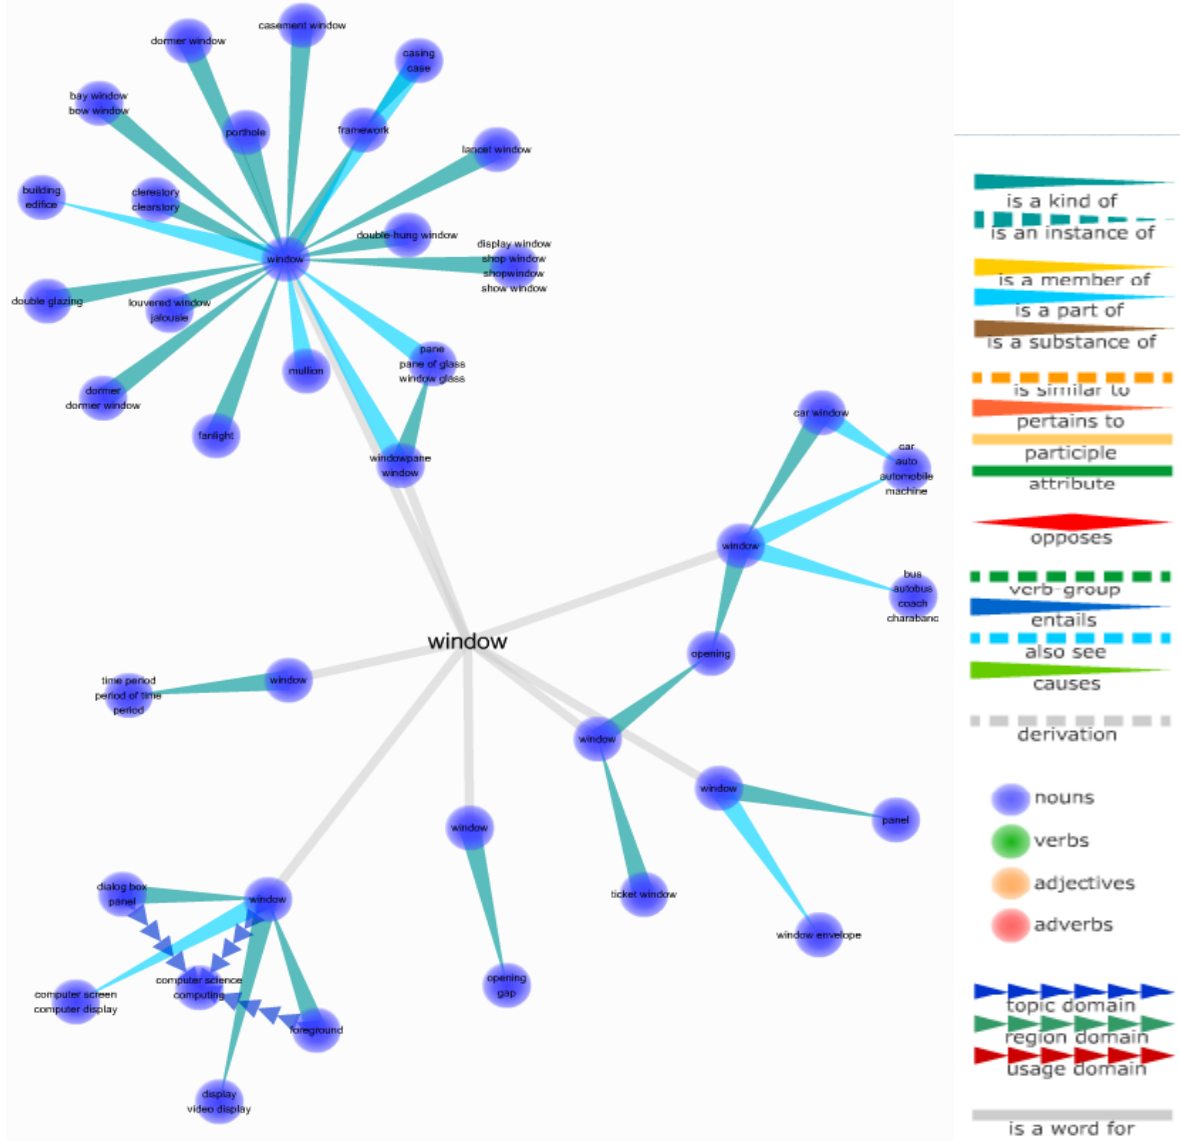 casement window
dormer window
casing
case
bay window
bow window
porthole
framework
lancet window
building
edifice
clerestory
clearstory
double-hung window
display window
shop window
shopwindow
show window
window
double glazing
louvered window
jalousie
pane
pane of glass
window glass
mullion
dormer
dormer window
fanlight
windowpane
window
car window
car
auto
automobile
machine
window
bus
autobus
coach
charabanc
window
opening
time period
period of time
period
window
window
window
panel
window
ticket window
window envelope
dialog box
panel
window
computer science
computing
computer screen
computer display
opening
gap
foreground
display
video display
is a kind of
is an instance of
is a member of
is a part of
is a substance of
is similar to
pertains to
participle
attribute
opposes
verb-group
entails
also see
causes
derivation
nouns
verbs
adjectives
adverbs
topic domain
region domain
usage domain
is a word for